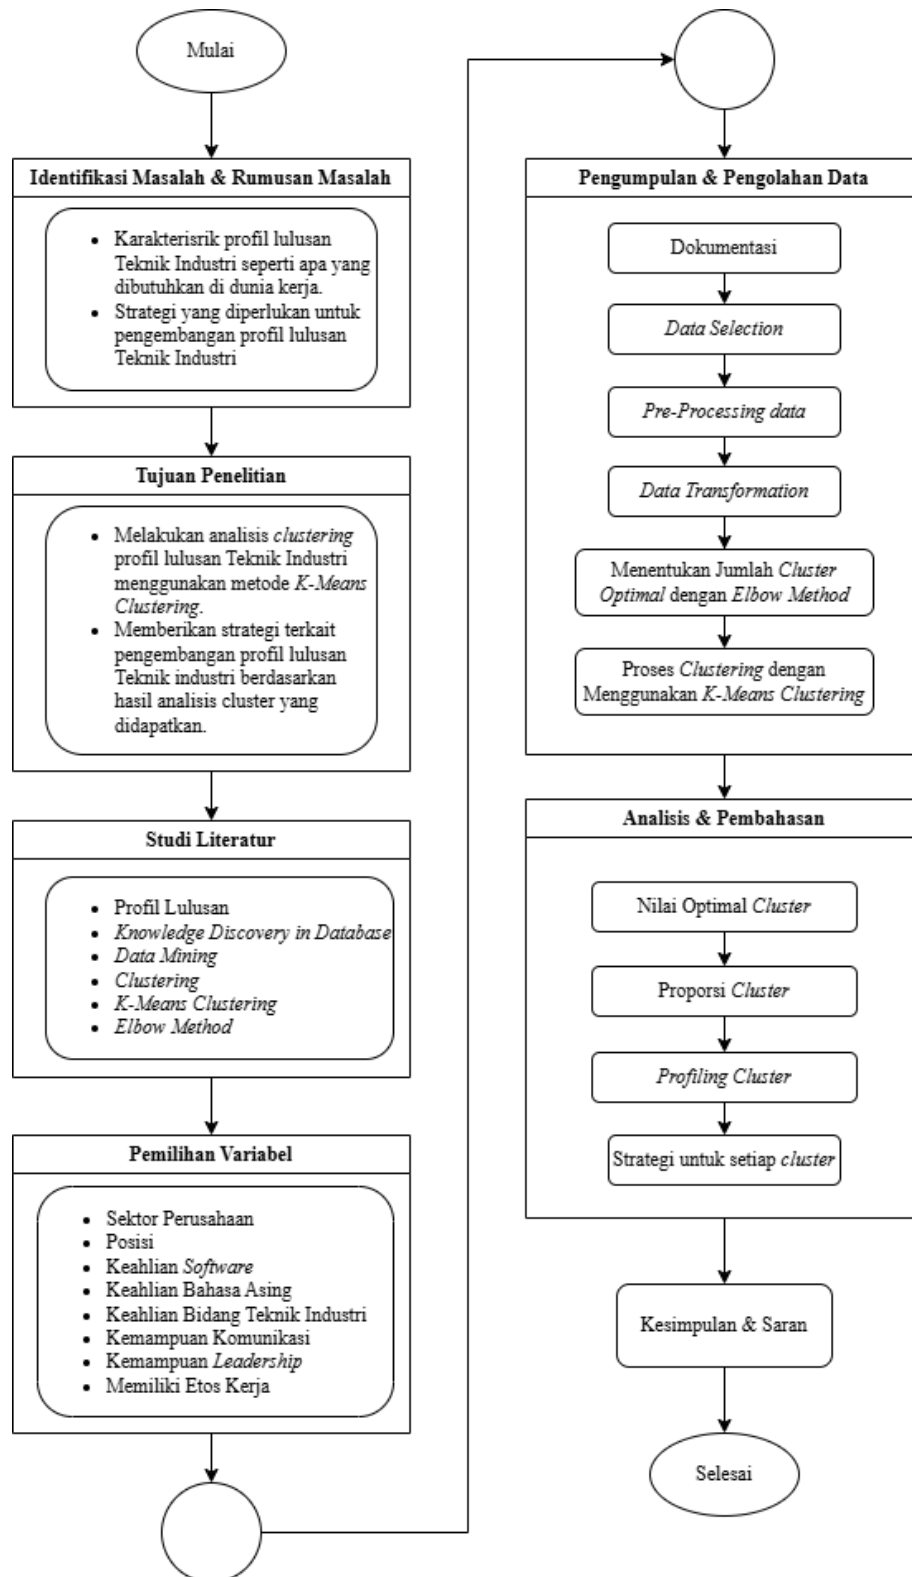 Mulai
Identifikasi Masalah & Rumusan Masalah
• Karakterisrik profil lulusan
Teknik Industri seperti apa yang
dibutuhkan di dunia kerja.
• Strategi yang diperlukan untuk
pengembangan profil lulusan
Teknik Industri
Tujuan Penelitian
• Melakukan analisis clustering
profil lulusan Teknik Industri
menggunakan metode K-Means
Clustering.
• Memberikan strategi terkait
pengembangan profil lulusan
Teknik industri berdasarkan
hasil analisis cluster yang
didapatkan.
Studi Literatur
• Profil Lulusan
• Knowledge Discovery in Database
• Data Mining
• Clustering
• K-Means Clustering
• Elbow Method
Pemilihan Variabel
• Sektor Perusahaan
• Posisi
• Keahlian Software
• Keahlian Bahasa Asing
• Keahlian Bidang Teknik Industri
• Kemampuan Komunikasi
• Kemampuan Leadership
• Memiliki Etos Kerja
Pengumpulan & Pengolahan Data
Dokumentasi
Data Selection
Pre-Processing data
Data Transformation
Menentukan Jumlah Cluster
Optimal dengan Elbow Method
Proses Clustering dengan
Menggunakan K-Means Clustering
Analisis & Pembahasan
Nilai Optimal Cluster
Proporsi Cluster
Profiling Cluster
Strategi untuk setiap cluster
Kesimpulan & Saran
Selesai